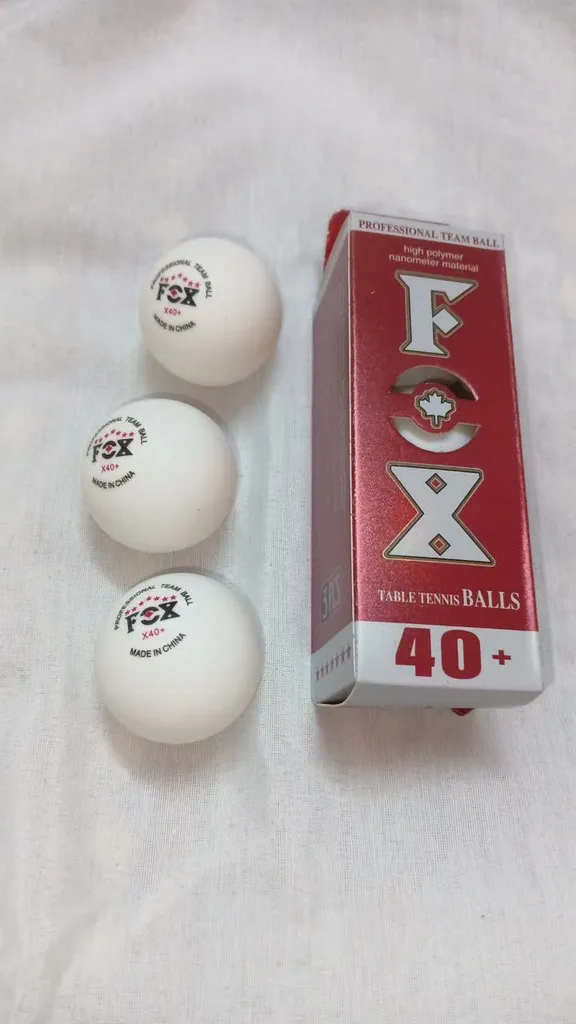 PROFESSIONAL TEAM BALL
FOX
X40+
MADE IN CHINA
PROFESSIONAL TEAM BALL
FOX
X40+
MADE IN CHINA
PROFESSIONAL TEAM BALL
FOX
X40+
MADE IN CHINA
PROFESSIONAL TEAM BALL
high polymer
nanometer material
FOX
TABLE TENNIS BALLS
40+